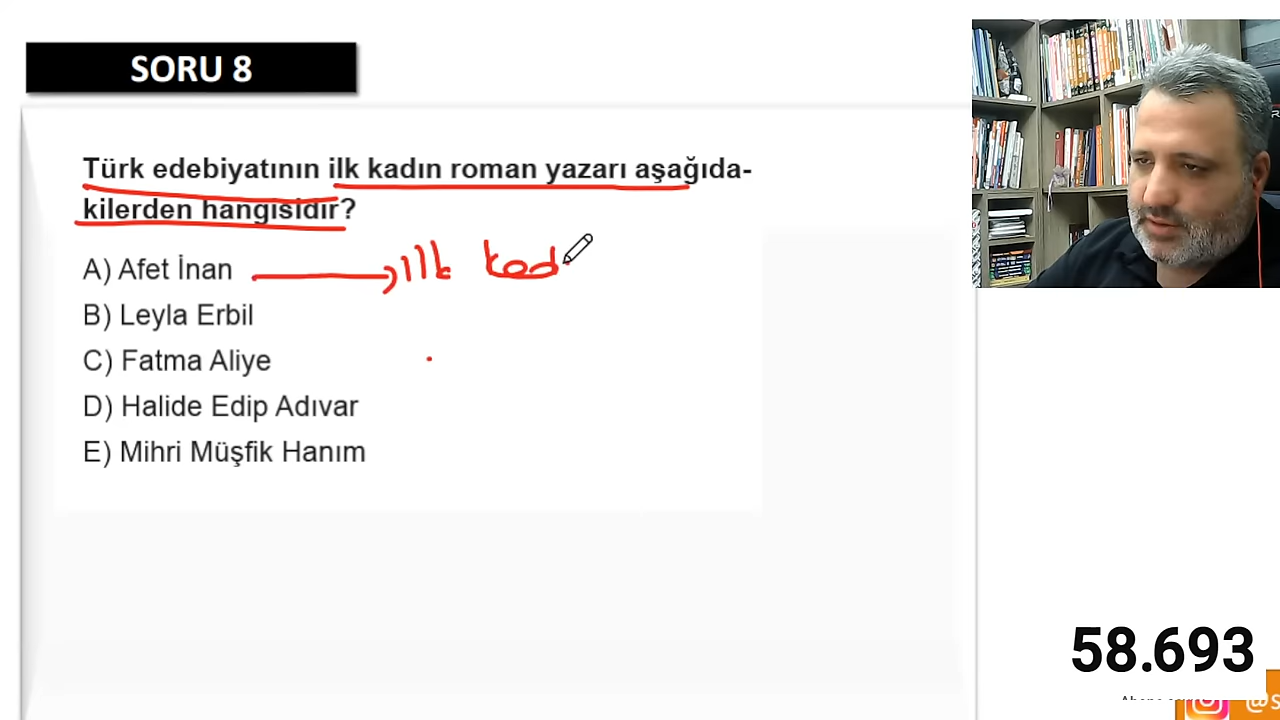 SORU 8
Türk edebiyatının ilk kadın roman yazarı aşağıda-
kilerden hangisidir?
A) Afet İnan
ilk kad
B) Leyla Erbil
C) Fatma Aliye
D) Halide Edip Adıvar
E) Mihri Müşfik Hanım
58.693
@S